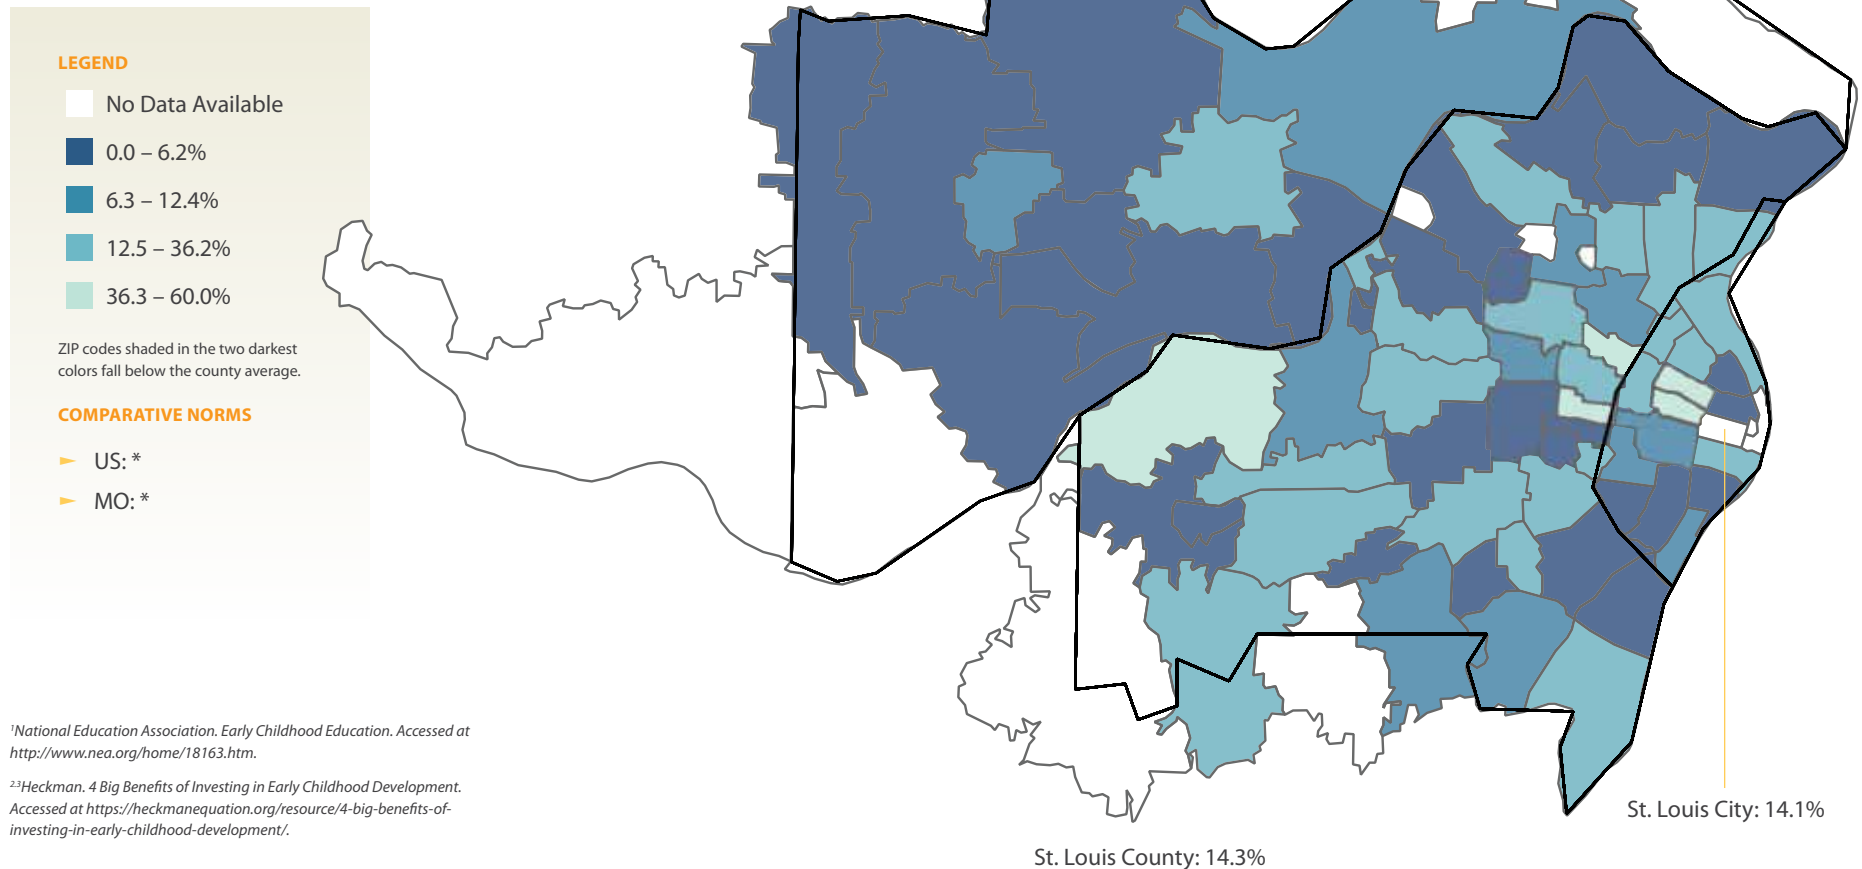 LEGEND
No Data Available
0.0 – 6.2%
6.3 – 12.4%
12.5 – 36.2%
36.3 – 60.0%
ZIP codes shaded in the two darkest
colors fall below the county average.
COMPARATIVE NORMS
► US: *
► MO: *
¹National Education Association. Early Childhood Education. Accessed at
http://www.nea.org/home/18163.htm.
²³Heckman. 4 Big Benefits of Investing in Early Childhood Development.
Accessed at https://heckmanequation.org/resource/4-big-benefits-of-
investing-in-early-childhood-development/.
St. Louis City: 14.1%
St. Louis County: 14.3%